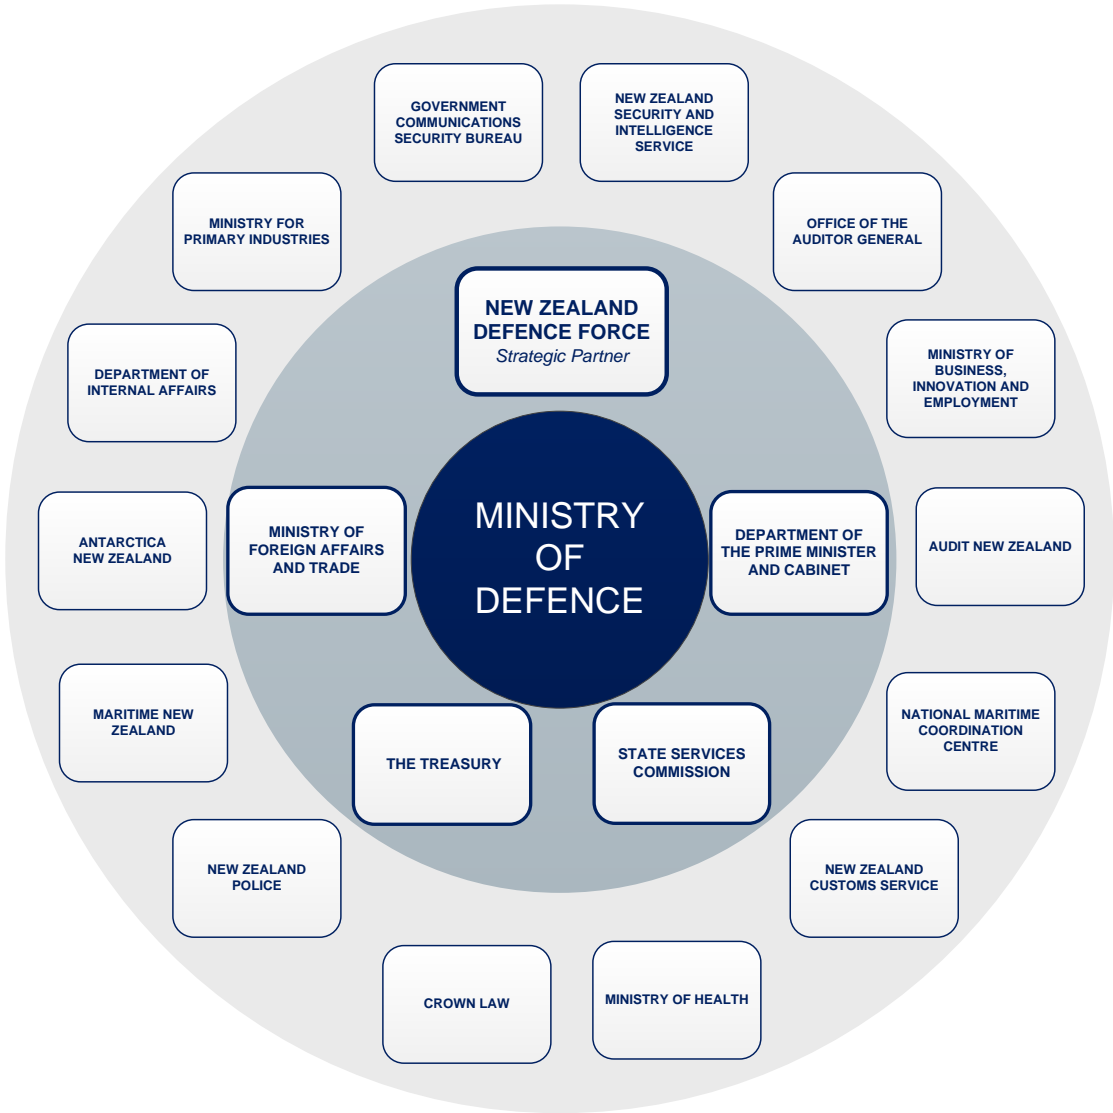 GOVERNMENT
COMMUNICATIONS
SECURITY BUREAU
NEW ZEALAND
SECURITY AND
INTELLIGENCE
SERVICE
MINISTRY FOR
PRIMARY INDUSTRIES
OFFICE OF THE
AUDITOR GENERAL
NEW ZEALAND
DEFENCE FORCE
Strategic Partner
DEPARTMENT OF
INTERNAL AFFAIRS
MINISTRY OF
BUSINESS,
INNOVATION AND
EMPLOYMENT
ANTARCTICA
NEW ZEALAND
MINISTRY OF
FOREIGN AFFAIRS
AND TRADE
MINISTRY
OF
DEFENCE
DEPARTMENT OF
THE PRIME MINISTER
AND CABINET
AUDIT NEW ZEALAND
MARITIME NEW
ZEALAND
THE TREASURY
STATE SERVICES
COMMISSION
NATIONAL MARITIME
COORDINATION
CENTRE
NEW ZEALAND
POLICE
NEW ZEALAND
CUSTOMS SERVICE
CROWN LAW
MINISTRY OF HEALTH